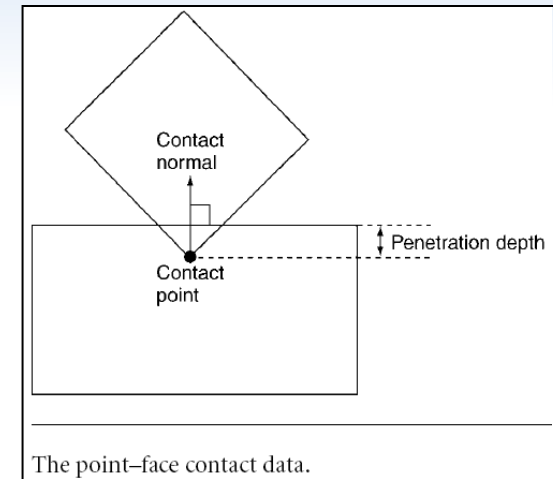 Contact
normal
Penetration depth
Contact
point
The point–face contact data.